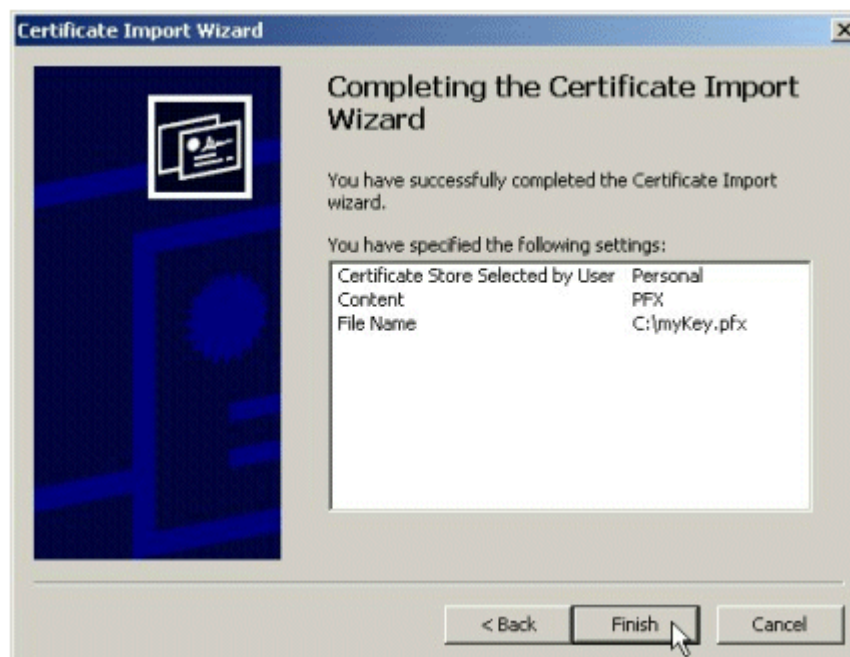 Certificate Import Wizard
Completing the Certificate Import
Wizard
You have successfully completed the Certificate Import
wizard.
You have specified the following settings:
Certificate Store Selected by User Personal
Content PFX
File Name C:\myKey.pfx
< Back Finish Cancel